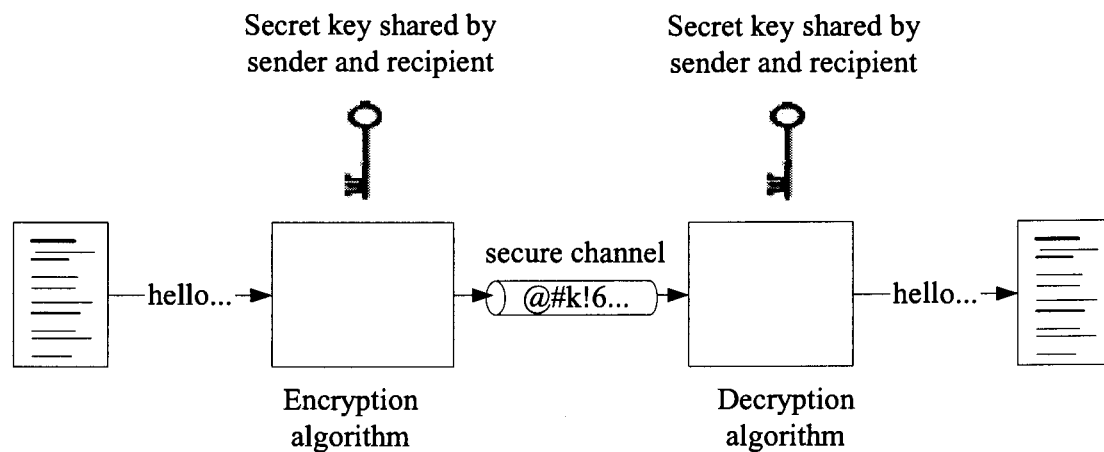 Secret key shared by
sender and recipient
Secret key shared by
sender and recipient
hello...
secure channel
@#k!6...
hello...
Encryption
algorithm
Decryption
algorithm